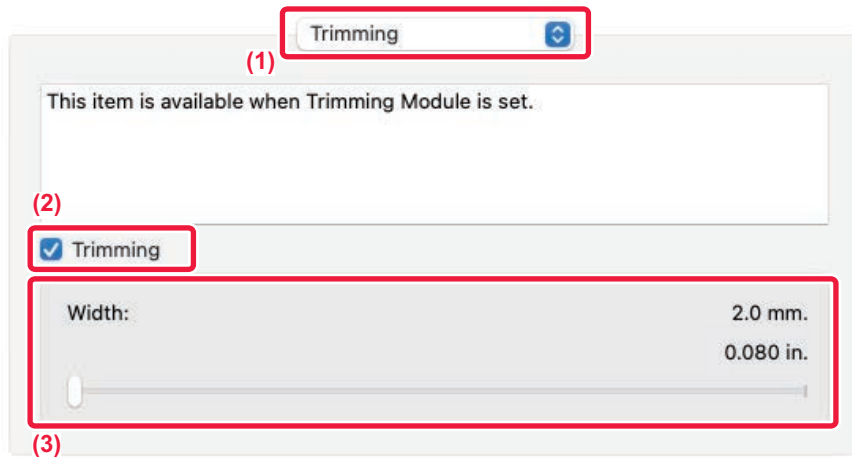 Trimming
(1)
This item is available when Trimming Module is set.
(2)
Trimming
Width: 2.0 mm.
0.080 in.
(3)